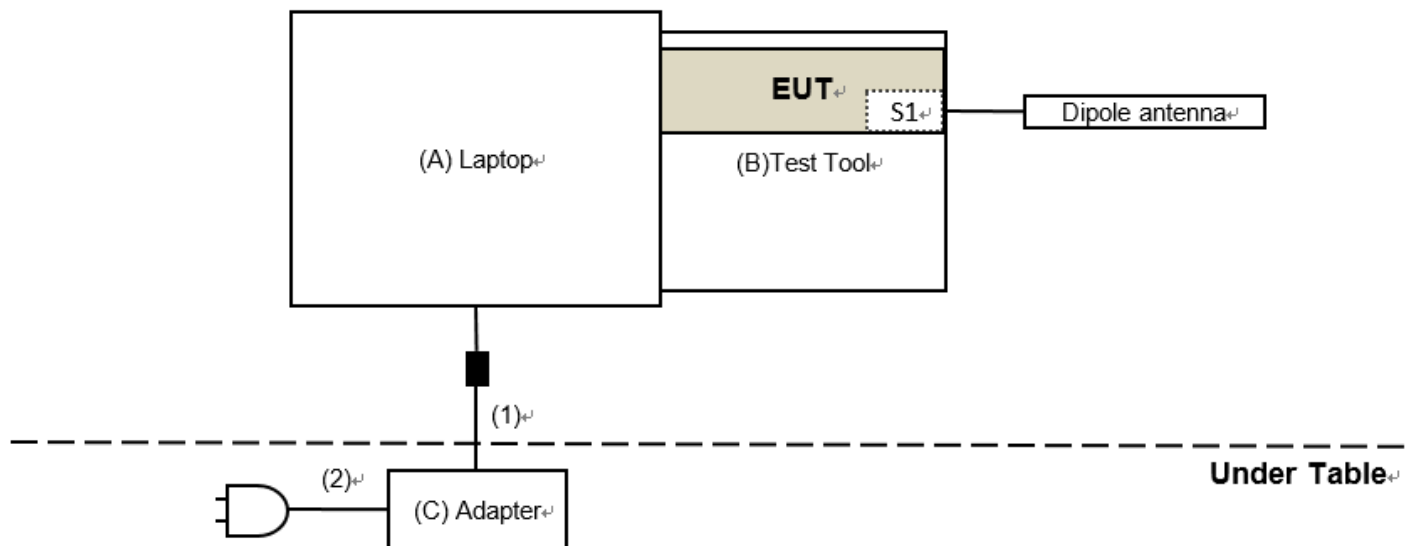 EUT
S1
Dipole antenna
(A) Laptop
(B)Test Tool
(1)
Under Table
(2)
(C) Adapter